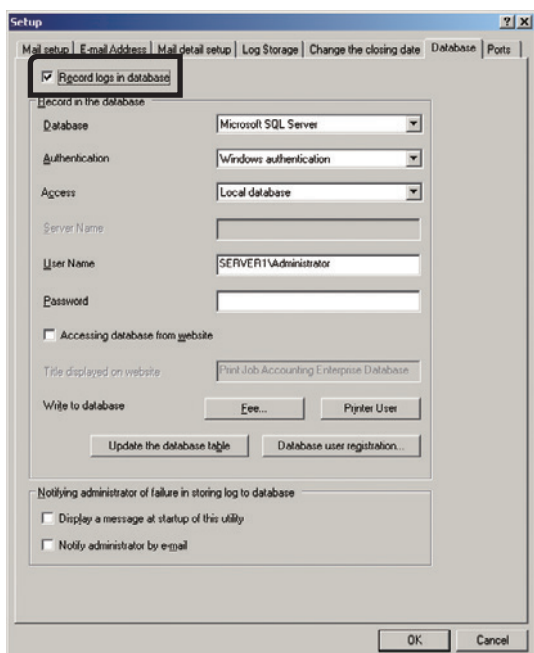 Setup
Mail setup E-mail Address Mail detail setup Log Storage Change the closing date Database Ports
Record logs in database
Record in the database
Database Microsoft SQL Server
Authentication Windows authentication
Access Local database
Server Name
User Name SERVER1\Administrator
Password
Accessing database from website
Title displayed on website Print Job Accounting Enterprise Database
Write to database Fee... Printer User
Update the database table Database user registration...
Notifying administrator of failure in storing log to database
Display a message at startup of this utility
Notify administrator by e-mail
OK Cancel